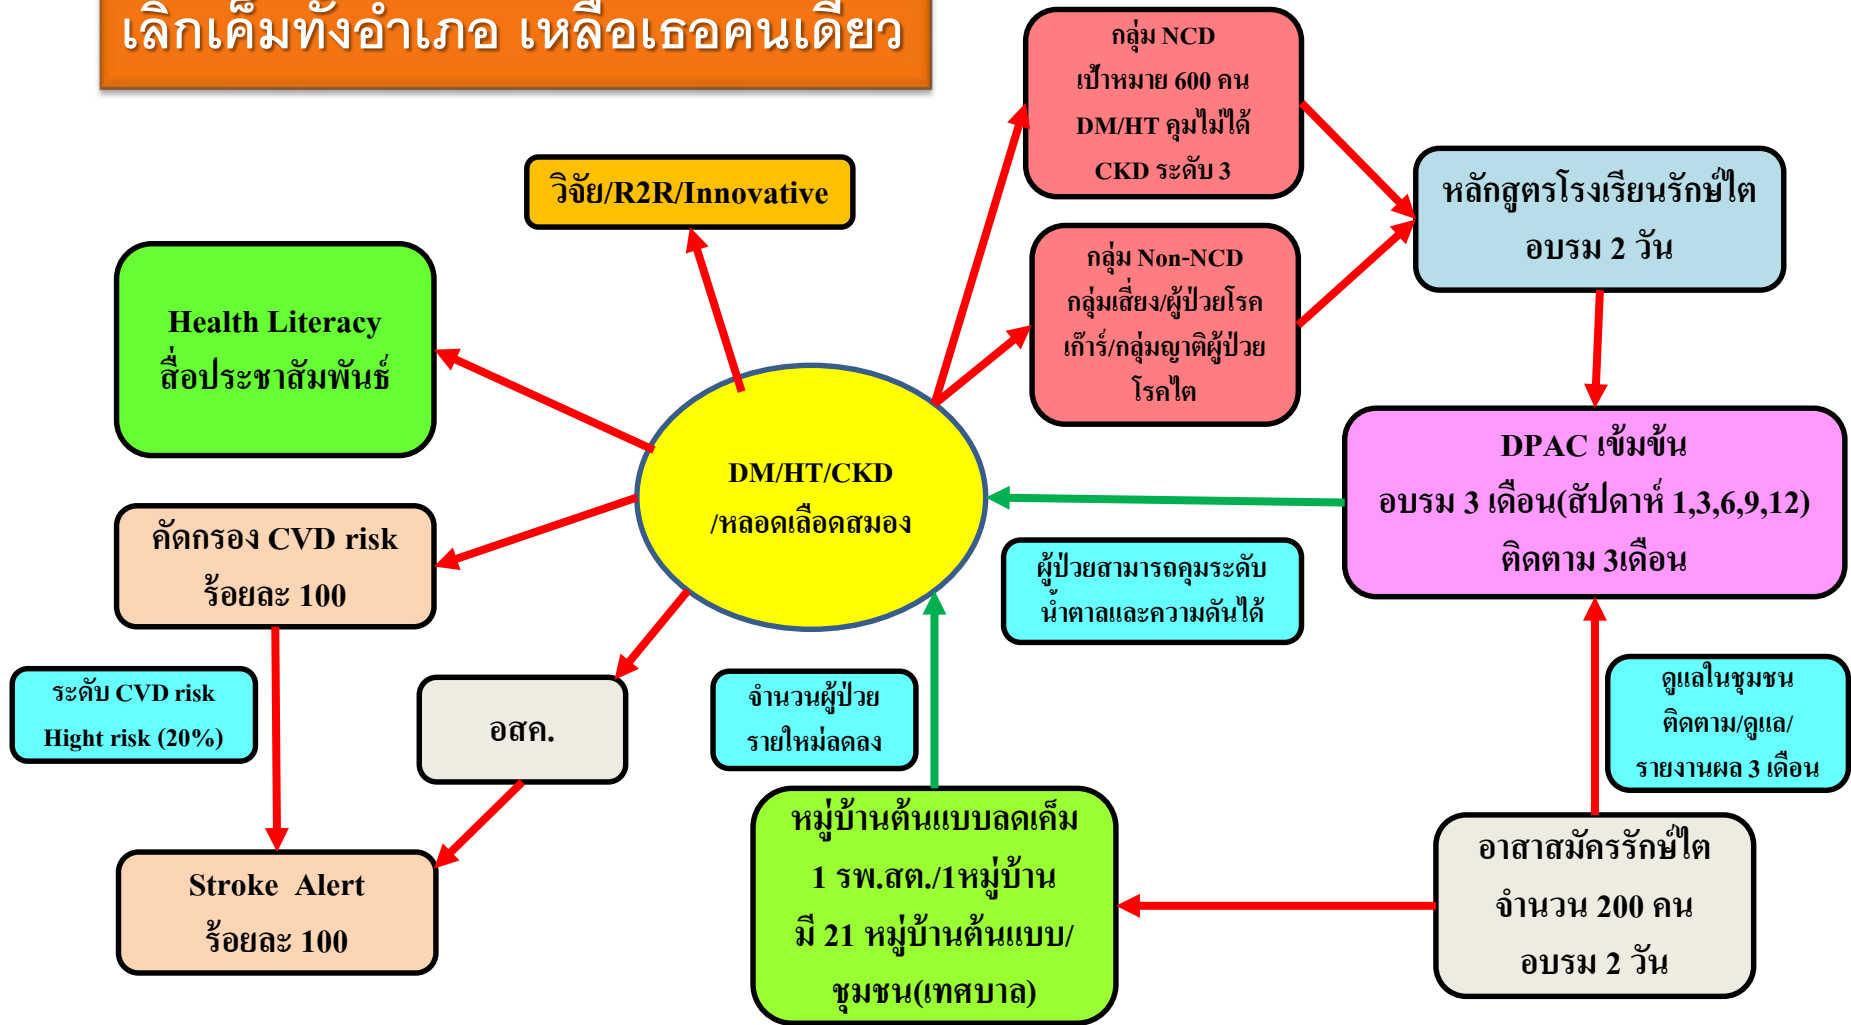 เลิกเค็มทั้งอำเภอ เหลือเธอคนเดียว
กลุ่ม NCD
เป้าหมาย 600 คน
DM/HT คุมไม่ได้
CKD ระดับ 3
วิจัย/R2R/Innovative
หลักสูตรโรงเรียนรักษ์ไต
อบรม 2 วัน
กลุ่ม Non-NCD
กลุ่มเสี่ยง/ผู้ป่วยโรค
เก๊าร์/กลุ่มญาติผู้ป่วย
โรคไต
Health Literacy
สื่อประชาสัมพันธ์
DM/HT/CKD
/หลอดเลือดสมอง
DPAC เข้มข้น
อบรม 3 เดือน(สัปดาห์ 1,3,6,9,12)
ติดตาม 3เดือน
คัดกรอง CVD risk
ร้อยละ 100
ผู้ป่วยสามารถคุมระดับ
น้ำตาลและความดันได้
ระดับ CVD risk
Hight risk (20%)
อสค.
จำนวนผู้ป่วย
รายใหม่ลดลง
ดูแลในชุมชน
ติดตาม/ดูแล/
รายงานผล 3 เดือน
Stroke  Alert
ร้อยละ 100
หมู่บ้านต้นแบบลดเค็ม
1 รพ.สต./1หมู่บ้าน
มี 21 หมู่บ้านต้นแบบ/
ชุมชน(เทศบาล)
อาสาสมัครรักษ์ไต
จำนวน 200 คน
อบรม 2 วัน